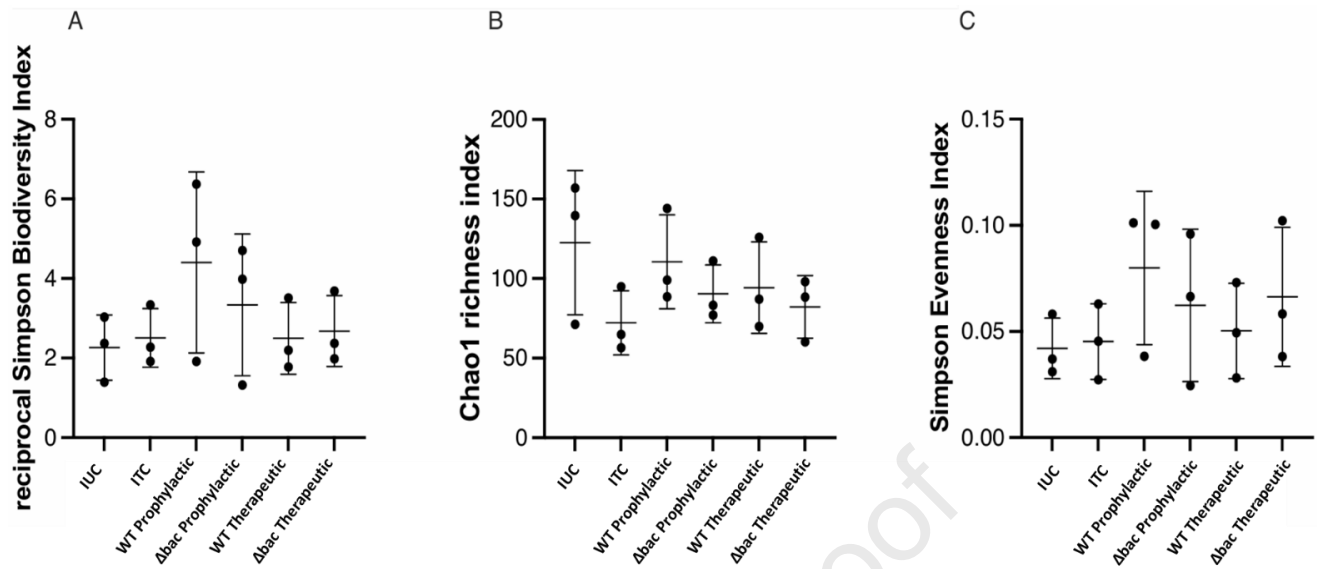 A
B
C
reciprocal Simpson Biodiversity Index
8
6
4
2
0
IUC
ITC
WT Prophylactic
Δbac Prophylactic
WT Therapeutic
Δbac Therapeutic
Chao1 richness index
200
150
100
50
0
IUC
ITC
WT Prophylactic
Δbac Prophylactic
WT Therapeutic
Δbac Therapeutic
Simpson Evenness Index
0.15
0.10
0.05
0.00
IUC
ITC
WT Prophylactic
Δbac Prophylactic
WT Therapeutic
Δbac Therapeutic
oof